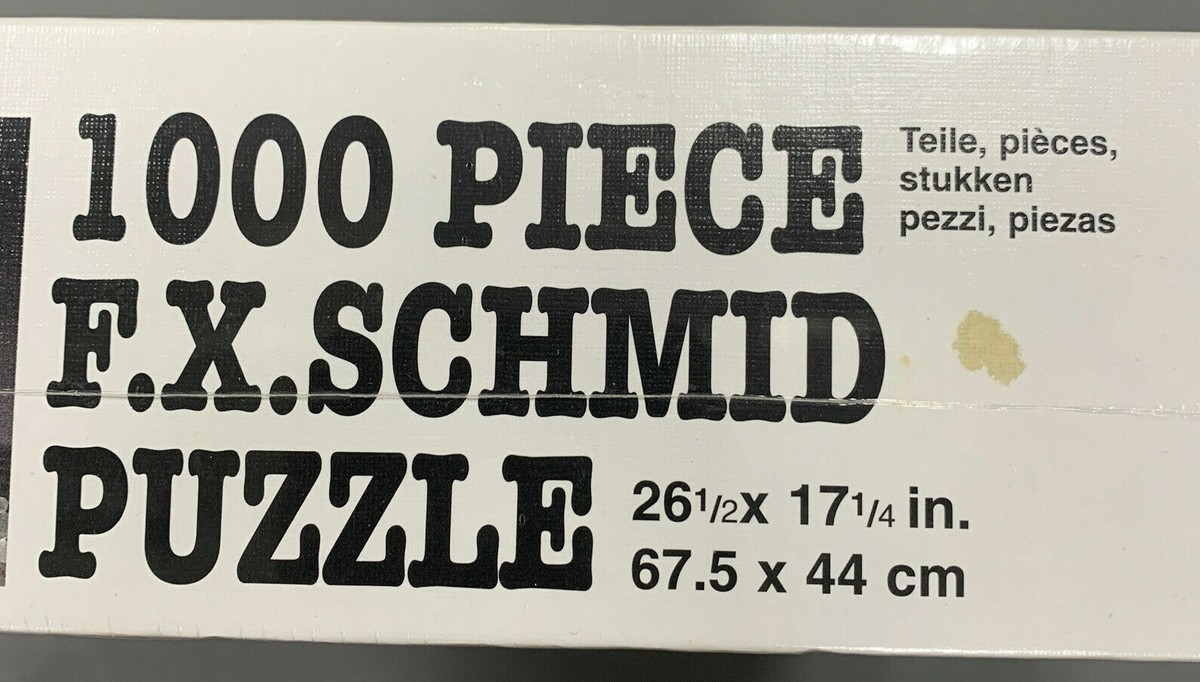 1000 PIECE
Teile, pièces,
stukken
pezzi, piezas
F.X.SCHMID
PUZZLE
26 1/2 x 17 1/4 in.
67.5 x 44 cm